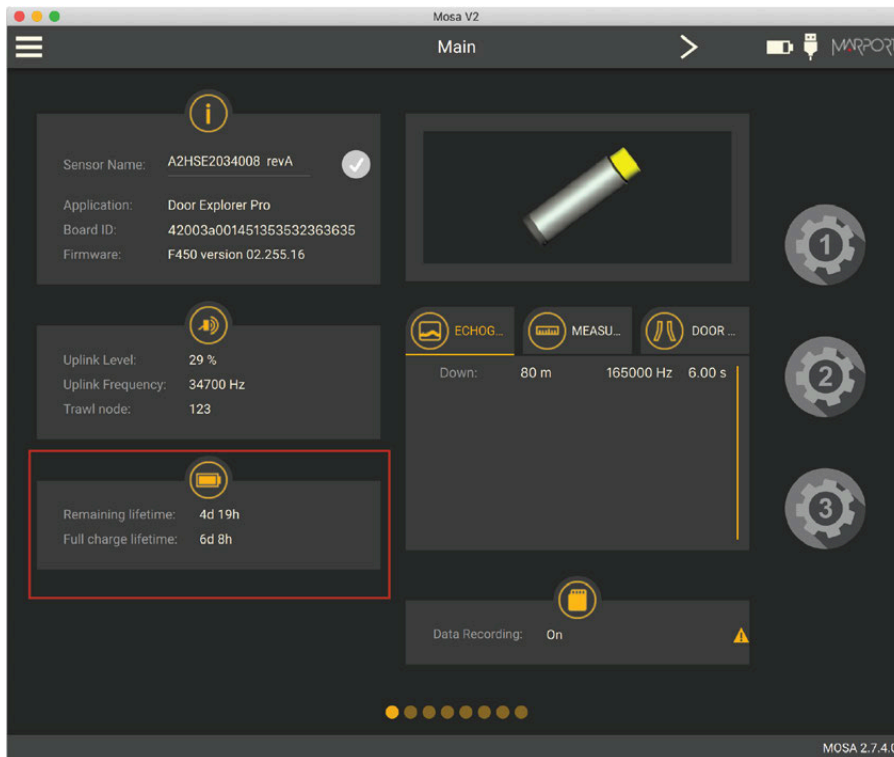 Mosa V2
Main
MARPORT
Sensor Name: A2HSE2034008 revA
Application: Door Explorer Pro
Board ID: 42003a001451353532363635
Firmware: F450 version 02.255.16
Uplink Level: 29 %
Uplink Frequency: 34700 Hz
Trawl node: 123
Remaining lifetime: 4d 19h
Full charge lifetime: 6d 8h
ECHOG... MEASU... DOOR ...
Down: 80 m 165000 Hz 6.00 s
Data Recording: On
1
2
3
MOSA 2.7.4.0